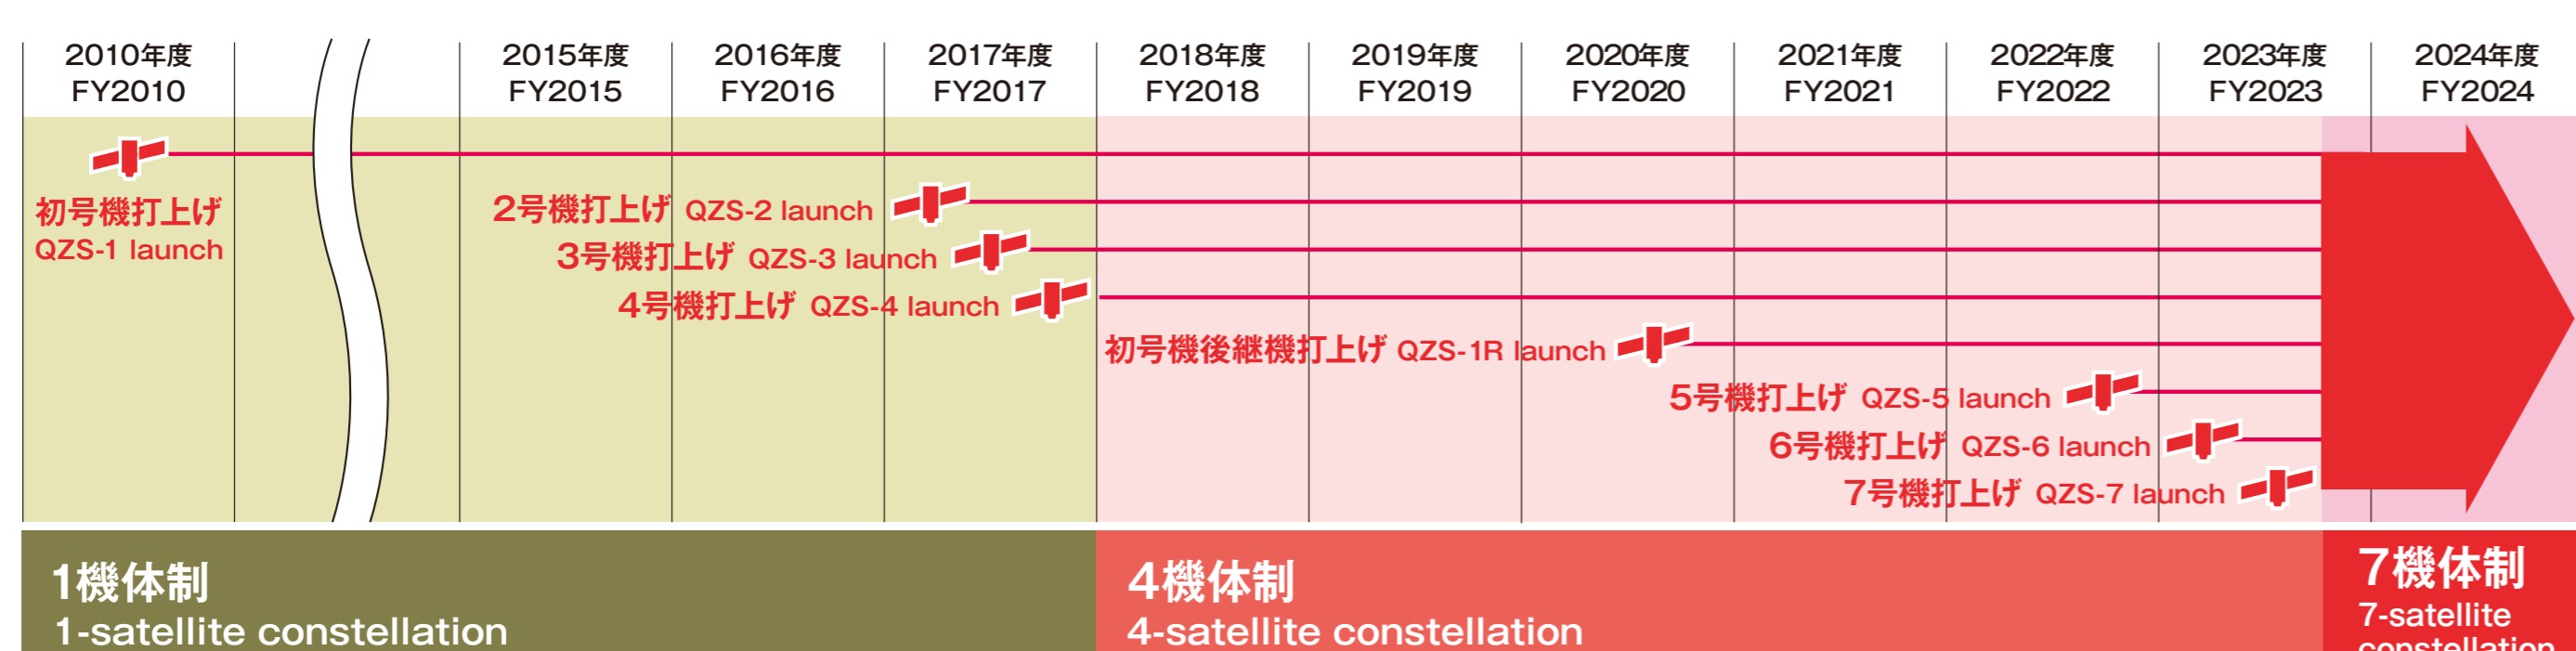 2010年度
FY2010
2015年度
FY2015
2016年度
FY2016
2017年度
FY2017
2018年度
FY2018
2019年度
FY2019
2020年度
FY2020
2021年度
FY2021
2022年度
FY2022
2023年度
FY2023
2024年度
FY2024
初号機打上げ
QZS-1 launch
2号機打上げ QZS-2 launch
3号機打上げ QZS-3 launch
4号機打上げ QZS-4 launch
初号機後継機打上げ QZS-1R launch
5号機打上げ QZS-5 launch
6号機打上げ QZS-6 launch
7号機打上げ QZS-7 launch
1機体制
1-satellite constellation
4機体制
4-satellite constellation
7機体制
7-satellite
constellation